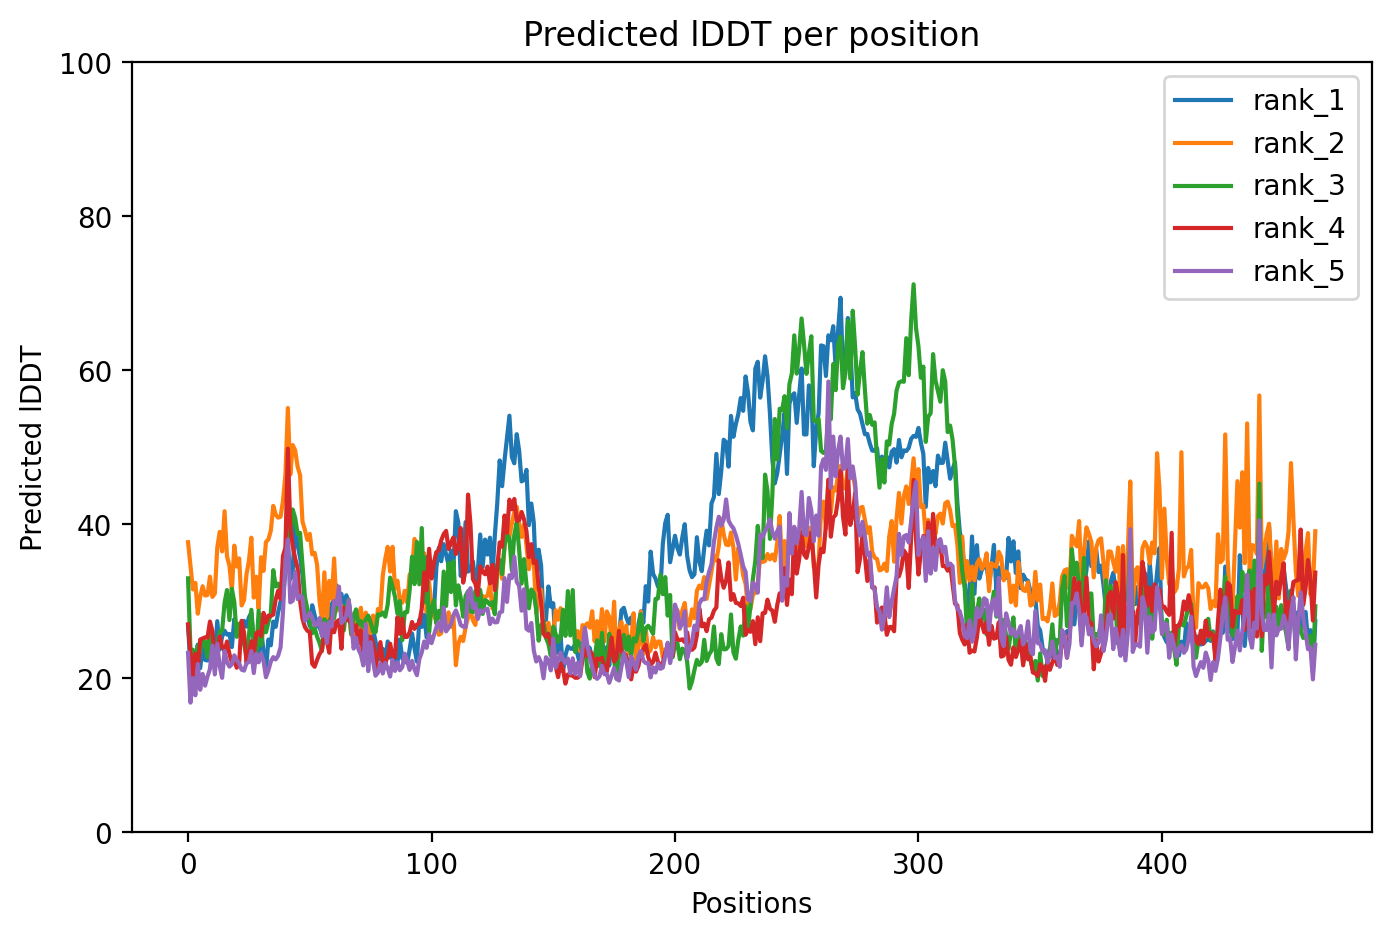 Predicted lDDT per position
100
80
60
40
20
0
Predicted lDDT
0 100 200 300 400
Positions
rank_1
rank_2
rank_3
rank_4
rank_5